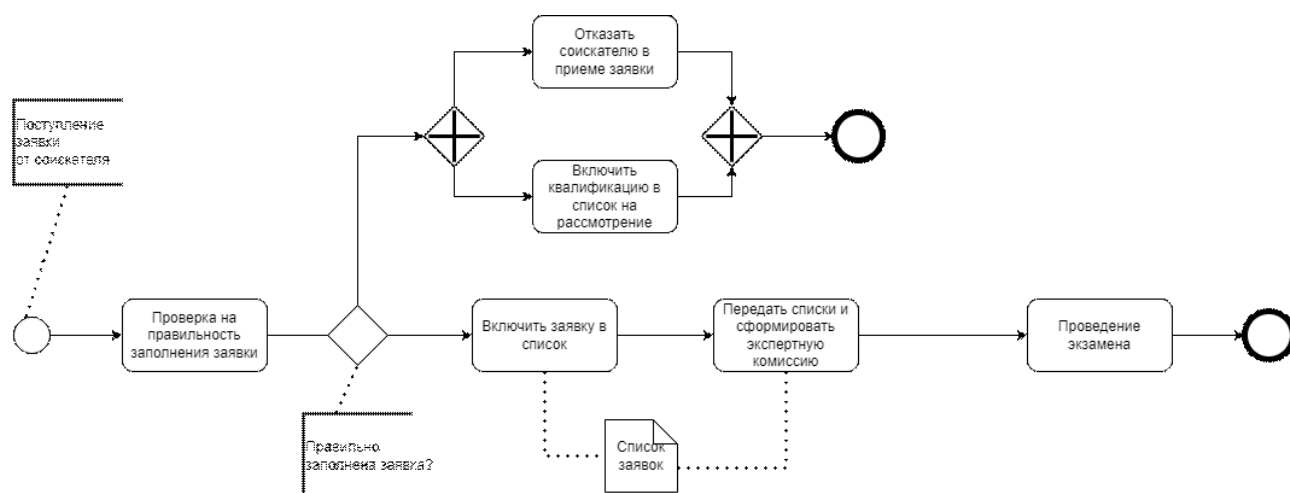 Отказать
соискателю в
приеме заявки
Поступление
заявки
от соискателя
Включить
квалификацию в
список на
рассмотрение
Проверка на
правильность
заполнения заявки
Включить заявку в
список
Передать списки и
сформировать
экспертную
комиссию
Проведение
экзамена
Правильно
заполнена заявка?
Список
заявок